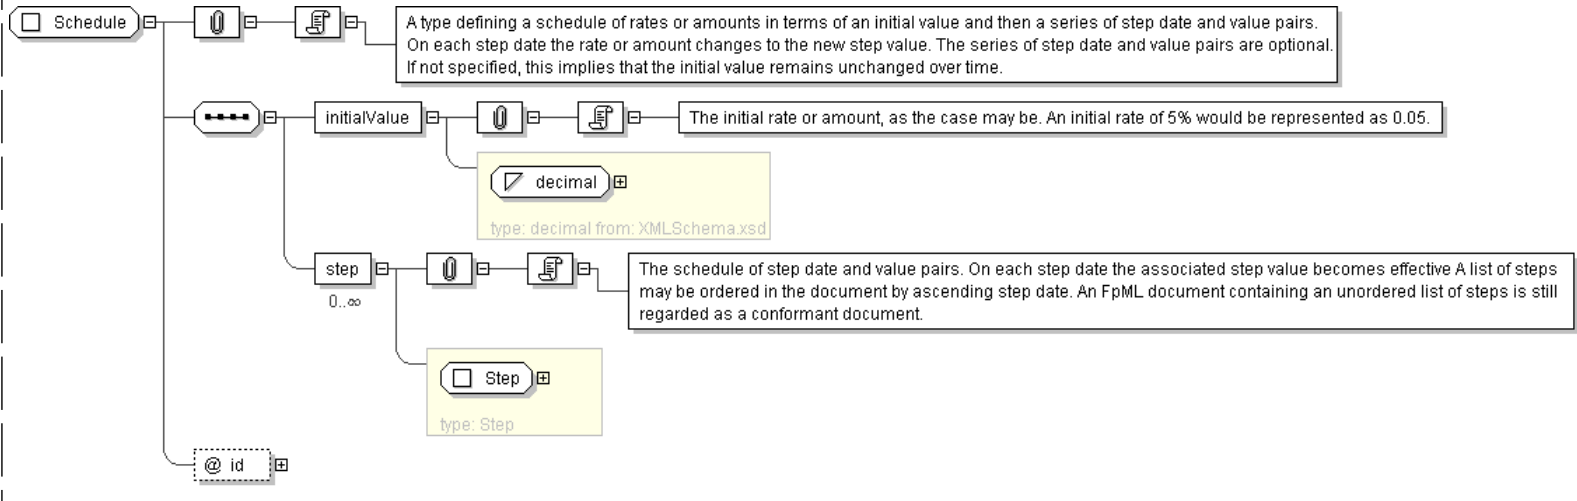 Schedule
A type defining a schedule of rates or amounts in terms of an initial value and then a series of step date and value pairs.
On each step date the rate or amount changes to the new step value. The series of step date and value pairs are optional.
If not specified, this implies that the initial value remains unchanged over time.
initialValue
The initial rate or amount, as the case may be. An initial rate of 5% would be represented as 0.05.
decimal
type: decimal from: XMLSchema.xsd
step
0..∞
The schedule of step date and value pairs. On each step date the associated step value becomes effective A list of steps
may be ordered in the document by ascending step date. An FpML document containing an unordered list of steps is still
regarded as a conformant document.
Step
type: Step
@ id